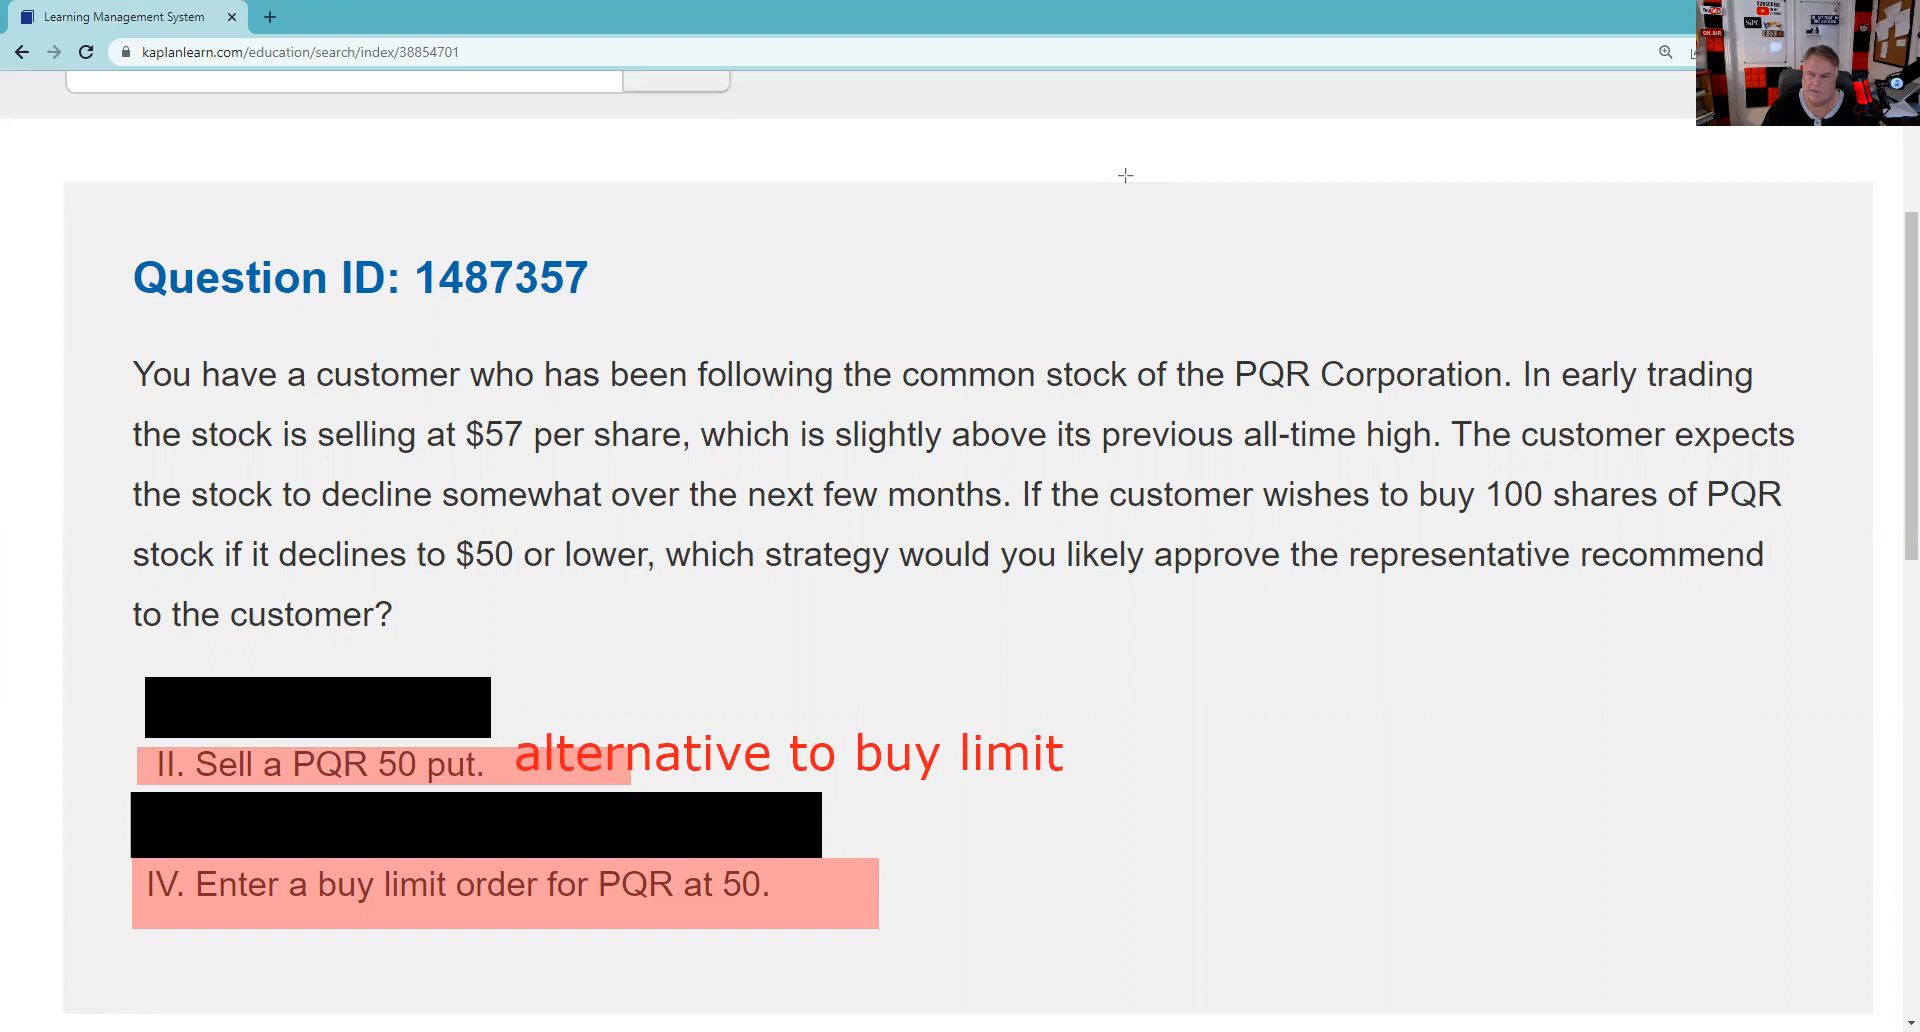 Learning Management System
kaplanlearn.com/education/search/index/38854701
SUBSCRIBE
ON AIR
SIPC
Question ID: 1487357
You have a customer who has been following the common stock of the PQR Corporation. In early trading
the stock is selling at $57 per share, which is slightly above its previous all-time high. The customer expects
the stock to decline somewhat over the next few months. If the customer wishes to buy 100 shares of PQR
stock if it declines to $50 or lower, which strategy would you likely approve the representative recommend
to the customer?
II. Sell a PQR 50 put. alternative to buy limit
IV. Enter a buy limit order for PQR at 50.